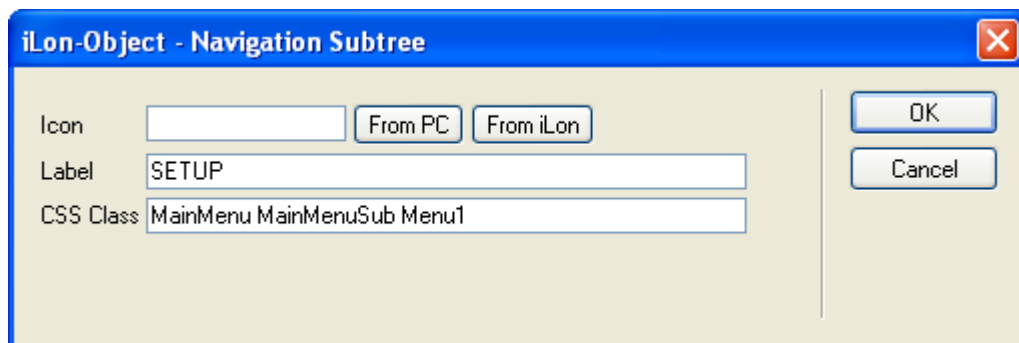 iLon-Object - Navigation Subtree
Icon From PC From iLon OK
Label SETUP Cancel
CSS Class MainMenu MainMenuSub Menu1